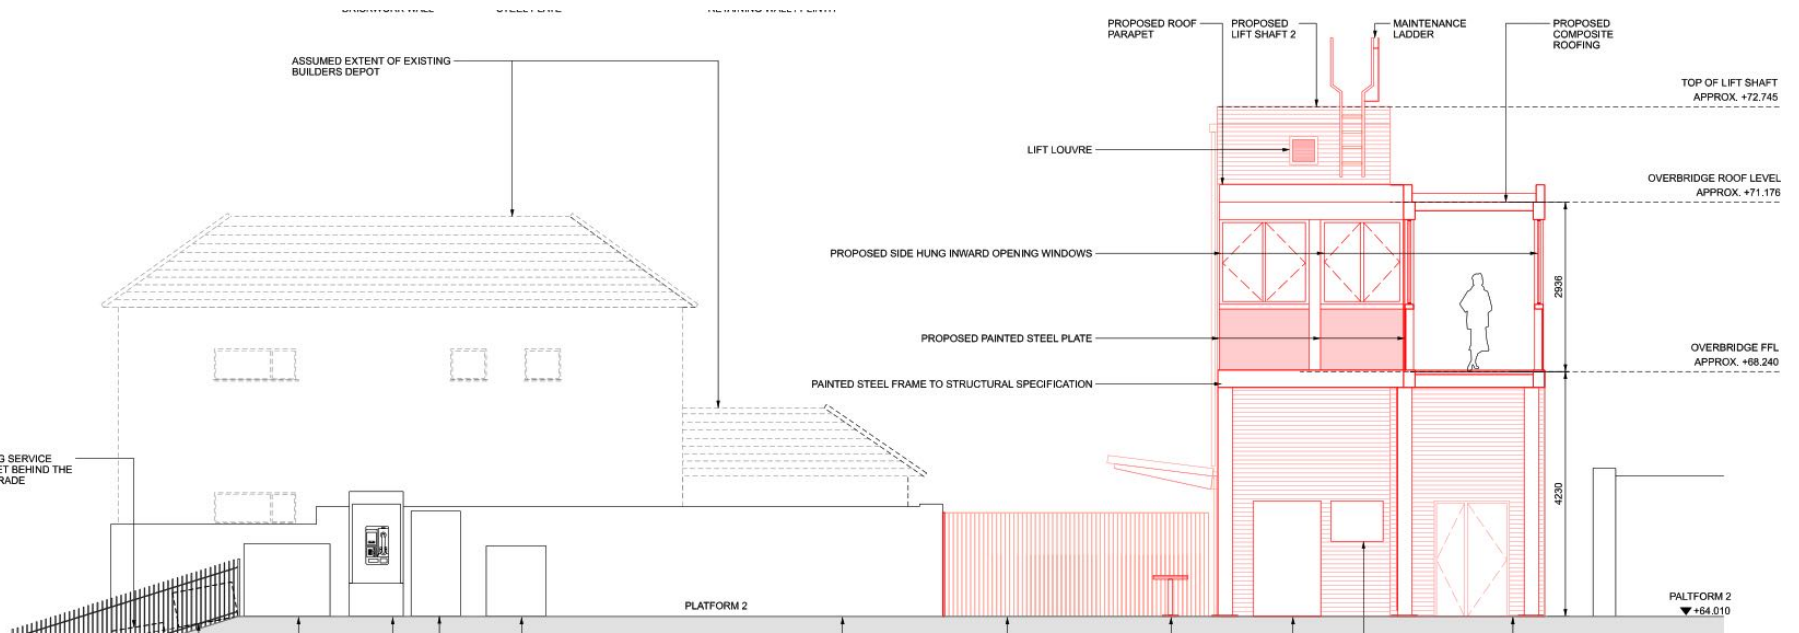 PROPOSED ROOF
PARAPET
PROPOSED
LIFT SHAFT 2
MAINTENANCE
LADDER
PROPOSED
COMPOSITE
ROOFING
ASSUMED EXTENT OF EXISTING
BUILDERS DEPOT
TOP OF LIFT SHAFT
APPROX. +72.745
LIFT LOUVRE
OVERBRIDGE ROOF LEVEL
APPROX. +71.176
PROPOSED SIDE HUNG INWARD OPENING WINDOWS
2936
PROPOSED PAINTED STEEL PLATE
OVERBRIDGE FFL
APPROX. +68.240
PAINTED STEEL FRAME TO STRUCTURAL SPECIFICATION
SERVICE
BEHIND THE
4230
PLATFORM 2
PALTFORM 2
+64.010